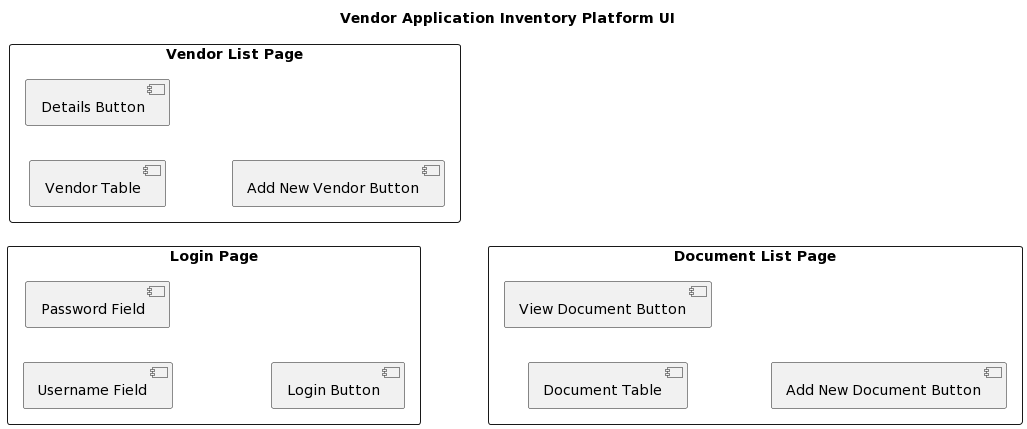 Vendor Application Inventory Platform UI
Vendor List Page
Details Button
Vendor Table
Add New Vendor Button
Login Page
Password Field
Username Field
Login Button
Document List Page
View Document Button
Document Table
Add New Document Button